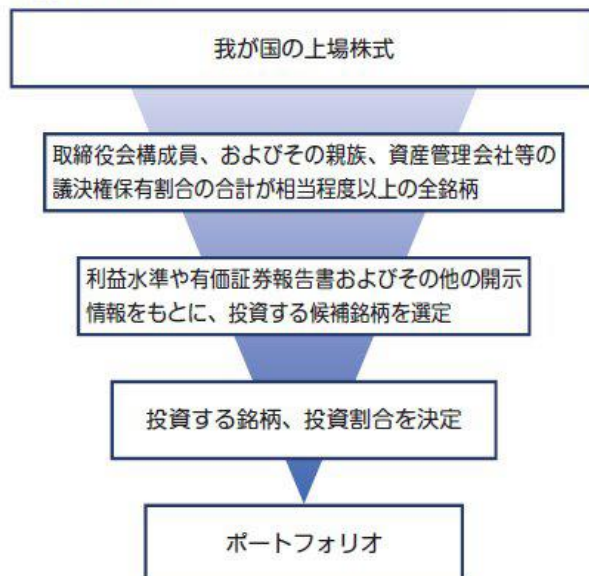 我が国の上場株式
取締役会構成員、およびその親族、資産管理会社等の
議決権保有割合の合計が相当程度以上の全銘柄
利益水準や有価証券報告書およびその他の開示
情報をもとに、投資する候補銘柄を選定
投資する銘柄、投資割合を決定
ポートフォリオ